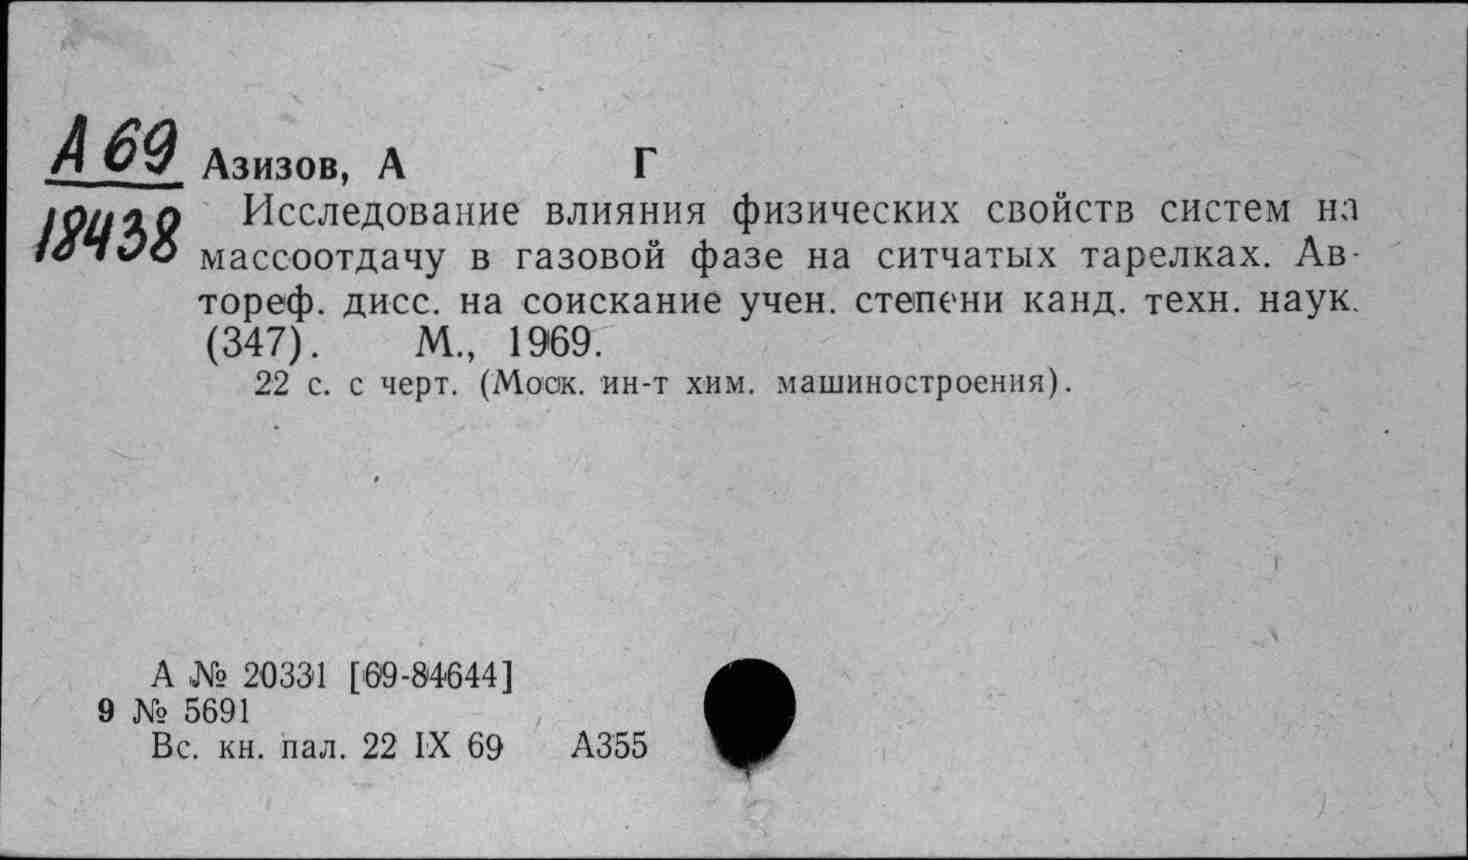 А 69
18438
Азизов, А Г
Исследование влияния физических свойств систем на
массоотдачу в газовой фазе на ситчатых тарелках. Ав-
тореф. дисс. на соискание учен. степени канд. техн. наук.
(347). М., 1969.
22 с. с черт. (Моск. ин-т хим. машиностроения).
А № 20331 [69-84644]
9 № 5691
Вс. кн. пал. 22 IX 69 А355